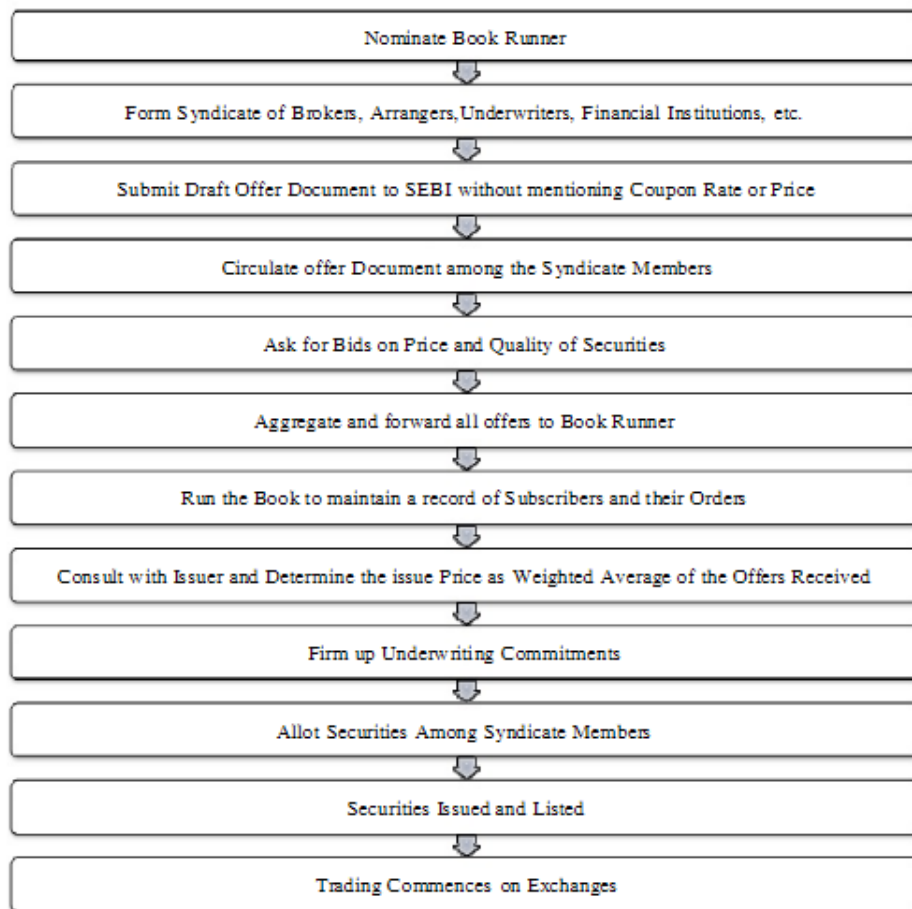 Nominate Book Runner
Form Syndicate of Brokers, Arrangers,Underwriters, Financial Institutions, etc.
Submit Draft Offer Document to SEBI without mentioning Coupon Rate or Price
Circulate offer Document among the Syndicate Members
Ask for Bids on Price and Quality of Securities
Aggregate and forward all offers to Book Runner
Run the Book to maintain a record of Subscribers and their Orders
Consult with Issuer and Determine the issue Price as Weighted Average of the Offers Received
Firm up Underwriting Commitments
Allot Securities Among Syndicate Members
Securities Issued and Listed
Trading Commences on Exchanges